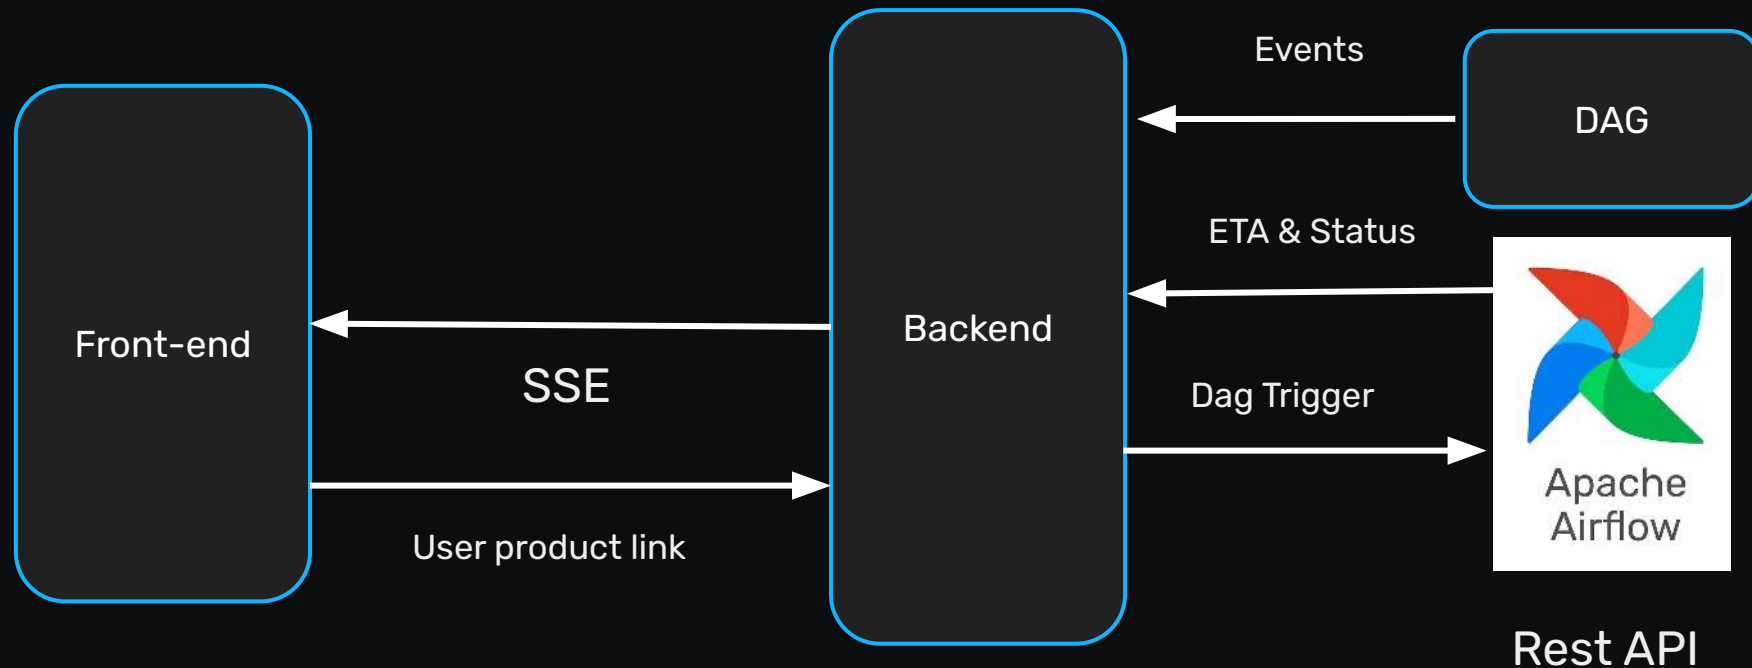 Events
DAG
ETA & Status
Front-end
Backend
SSE
Dag Trigger
User product link
Apache
Airflow
Rest API